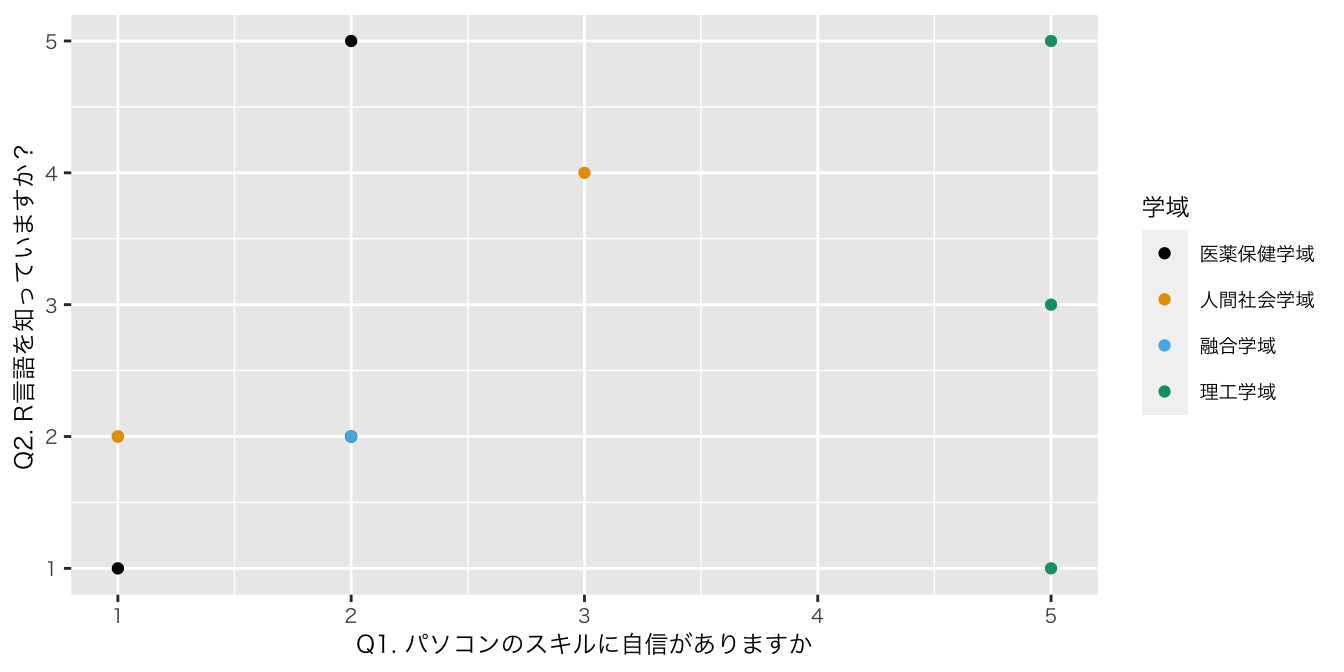 Q2. R言語を知っていますか？
5
4
3
2
1
1 2 3 4 5
Q1. パソコンのスキルに自信がありますか
学域
医薬保健学域
人間社会学域
融合学域
理工学域